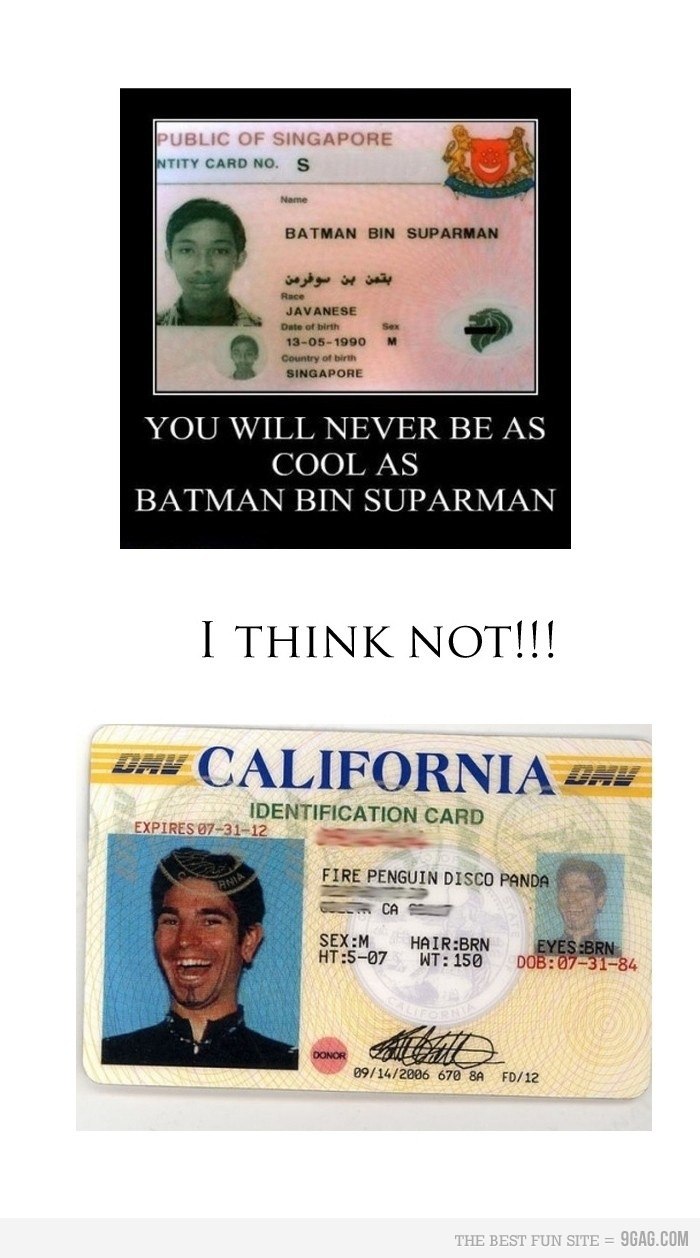 PUBLIC OF SINGAPORE
NTITY CARD NO. S
Name
BATMAN BIN SUPARMAN
بتمن بن سوفرمن
Race
JAVANESE
Date of birth Sex
13-05-1990 M
Country of birth
SINGAPORE
YOU WILL NEVER BE AS
COOL AS
BATMAN BIN SUPARMAN
I THINK NOT!!!
DMV CALIFORNIA DMV
IDENTIFICATION CARD
EXPIRES 07-31-12
FIRE PENGUIN DISCO PANDA
CA
SEX:M HAIR:BRN EYES:BRN
HT:5-07 WT:150 DOB:07-31-84
CALIFORNIA
DONOR
09/14/2006 670 8A FD/12
THE BEST FUN SITE = 9GAG.COM